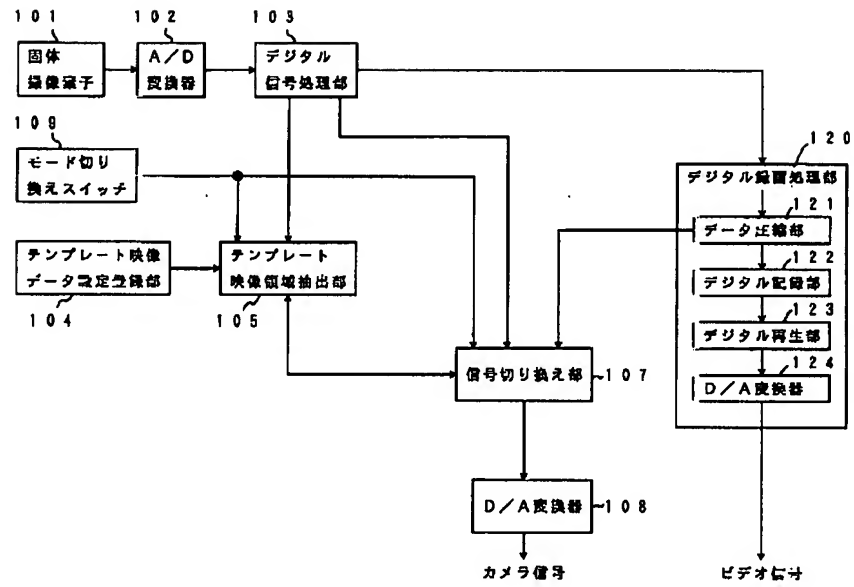 101
102
103
固体
撮像素子
A/D
変換器
デジタル
信号処理部
109
モード切り
換えスイッチ
120
デジタル録画処理部
121
データ圧縮部
122
デジタル記録部
123
デジタル再生部
124
D/A変換器
テンプレート映像
データ設定登録部
104
テンプレート
映像領域抽出部
105
信号切り換え部
107
D/A変換器
108
カメラ信号
ビデオ信号